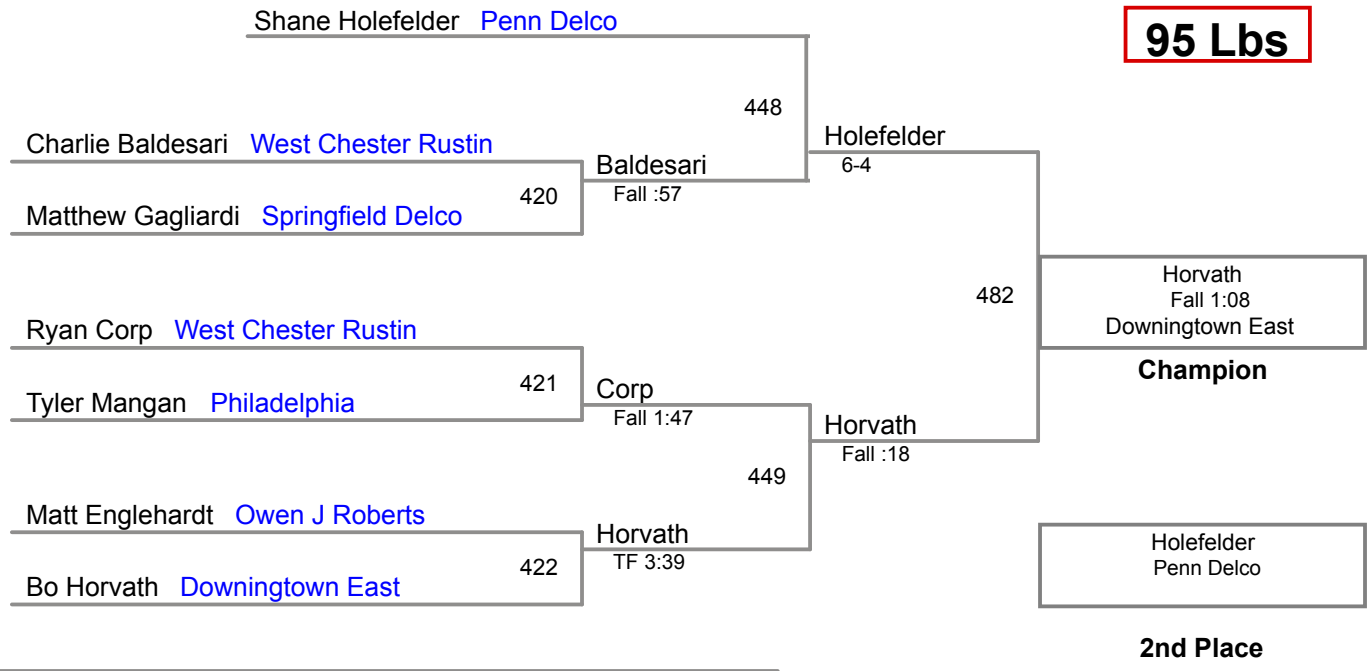 Shane Holefelder Penn Delco
95 Lbs
448
Charlie Baldesari West Chester Rustin
Holefelder
6-4
Baldesari
Fall :57
420
Matthew Gagliardi Springfield Delco
482
Horvath
Fall 1:08
Downingtown East
Champion
Ryan Corp West Chester Rustin
421
Corp
Fall 1:47
Tyler Mangan Philadelphia
Horvath
Fall :18
449
Matt Englehardt Owen J Roberts
Horvath
TF 3:39
422
Bo Horvath Downingtown East
Holefelder
Penn Delco
2nd Place